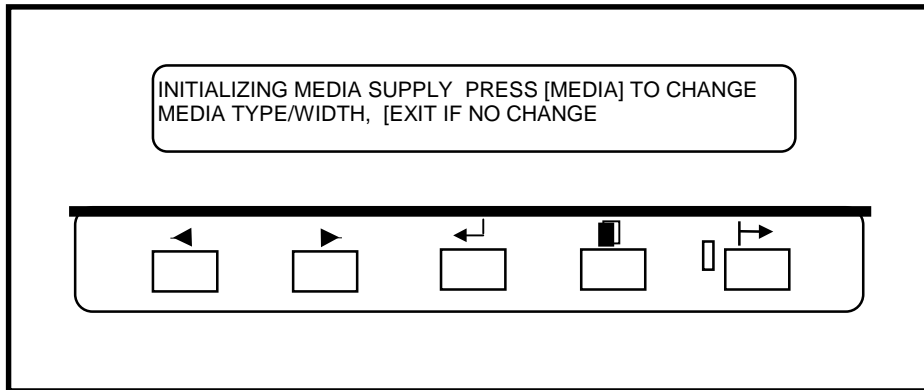 INITIALIZING MEDIA SUPPLY  PRESS [MEDIA] TO CHANGE
MEDIA TYPE/WIDTH,  [EXIT IF NO CHANGE